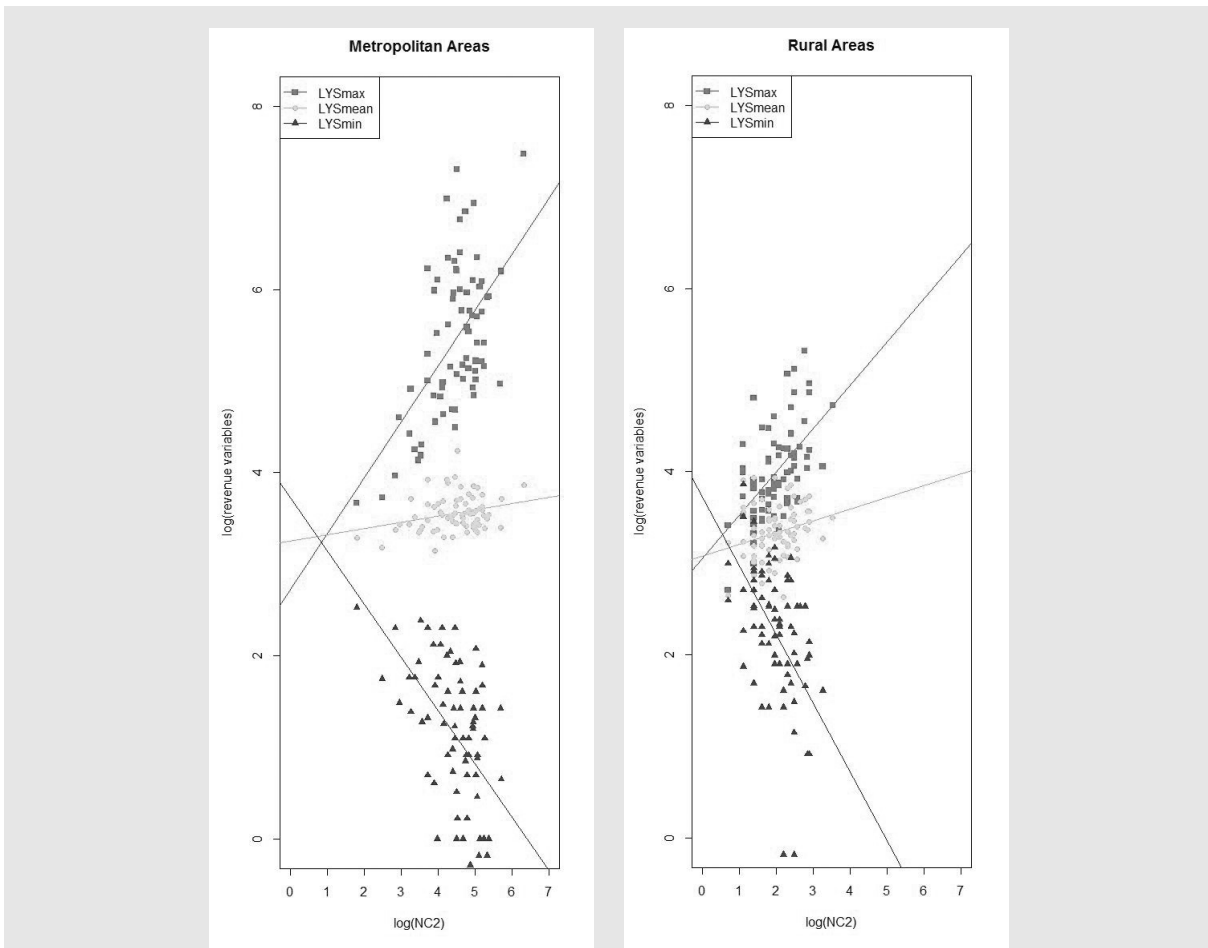 Metropolitan Areas
LYSmax
LYSmean
LYSmin
8
6
4
2
0
log(revenue variables)
0 1 2 3 4 5 6 7
log(NC2)
Rural Areas
LYSmax
LYSmean
LYSmin
8
6
4
2
0
log(revenue variables)
0 1 2 3 4 5 6 7
log(NC2)